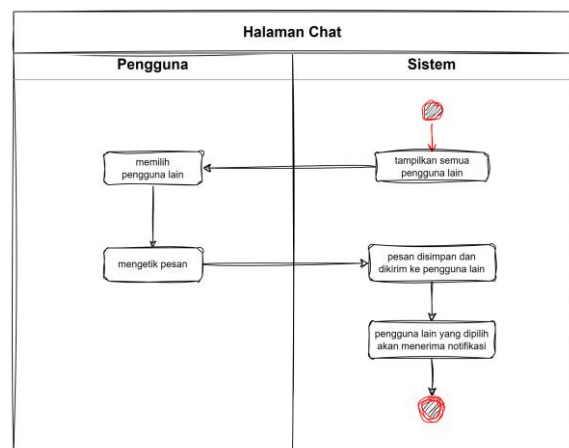 Halaman Chat
Pengguna
Sistem
tampilkan semua
pengguna lain
memilih
pengguna lain
mengetik pesan
pesan disimpan dan
dikirim ke pengguna lain
pengguna lain yang dipilih
akan menerima notifikasi